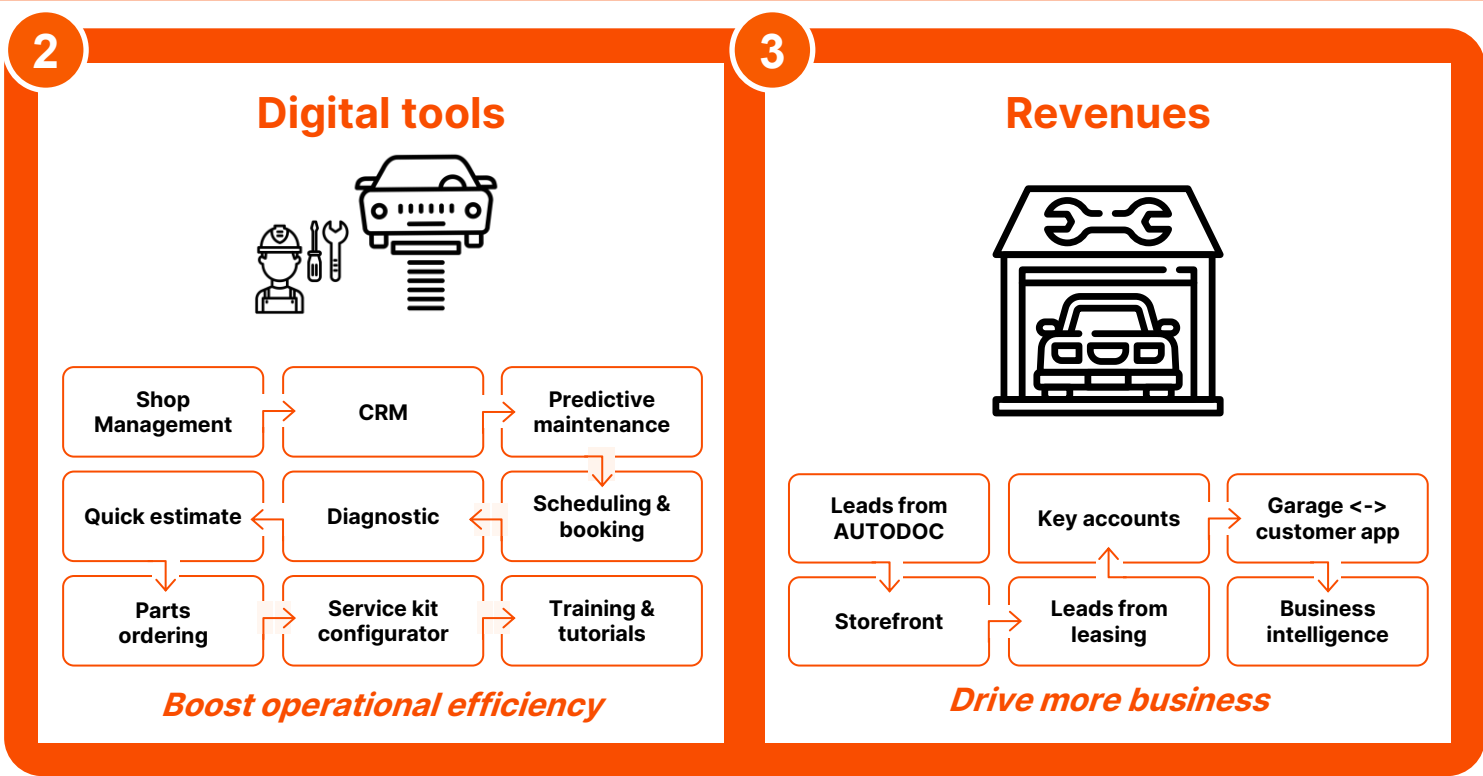 2
Digital tools
Shop
Management
CRM
Predictive
maintenance
Quick estimate
Diagnostic
Scheduling &
booking
Parts
ordering
Service kit
configurator
Training &
tutorials
Boost operational efficiency
3
Revenues
Leads from
AUTODOC
Key accounts
Garage <->
customer app
Storefront
Leads from
leasing
Business
intelligence
Drive more business